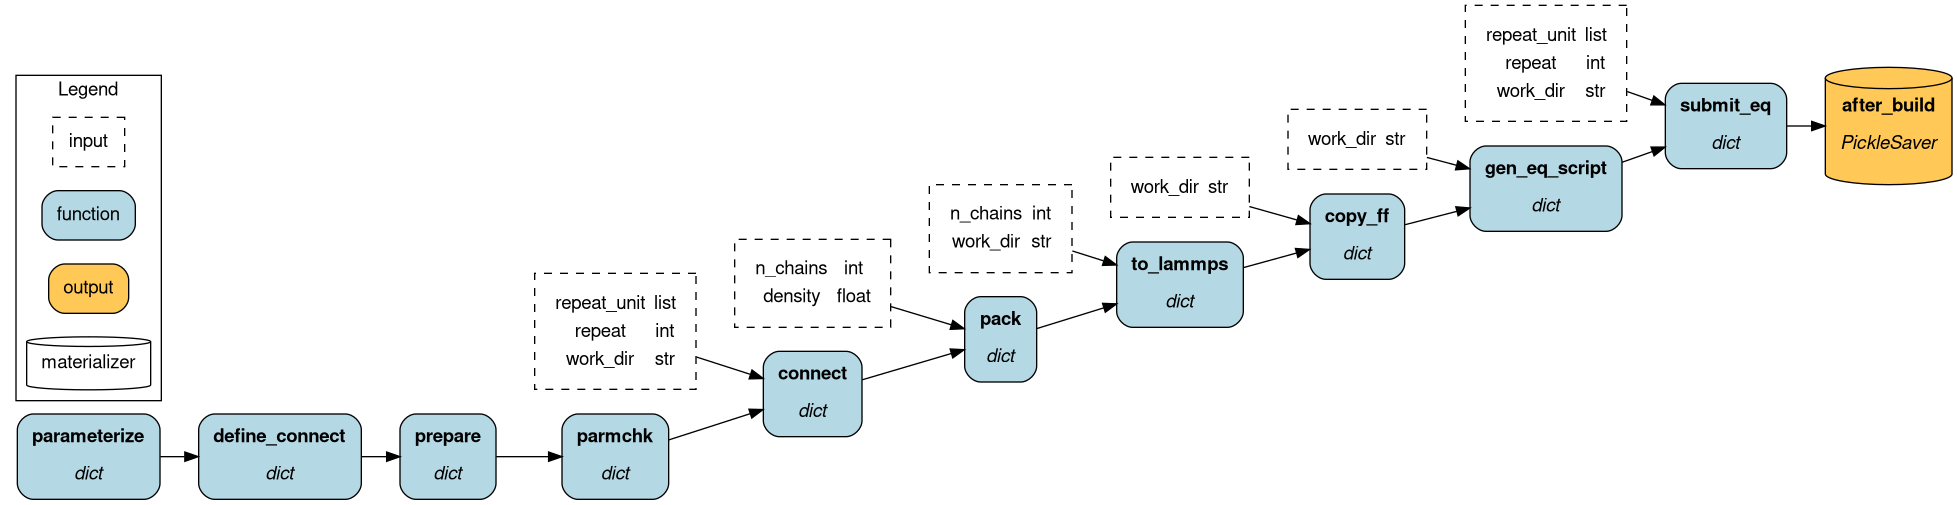 Legend
input
function
output
materializer
parameterize
dict
define_connect
dict
prepare
dict
parmchk
dict
repeat_unit list
repeat int
work_dir str
connect
dict
n_chains int
density float
pack
dict
n_chains int
work_dir str
to_lammps
dict
work_dir str
copy_ff
dict
work_dir str
gen_eq_script
dict
repeat_unit list
repeat int
work_dir str
submit_eq
dict
after_build
PickleSaver